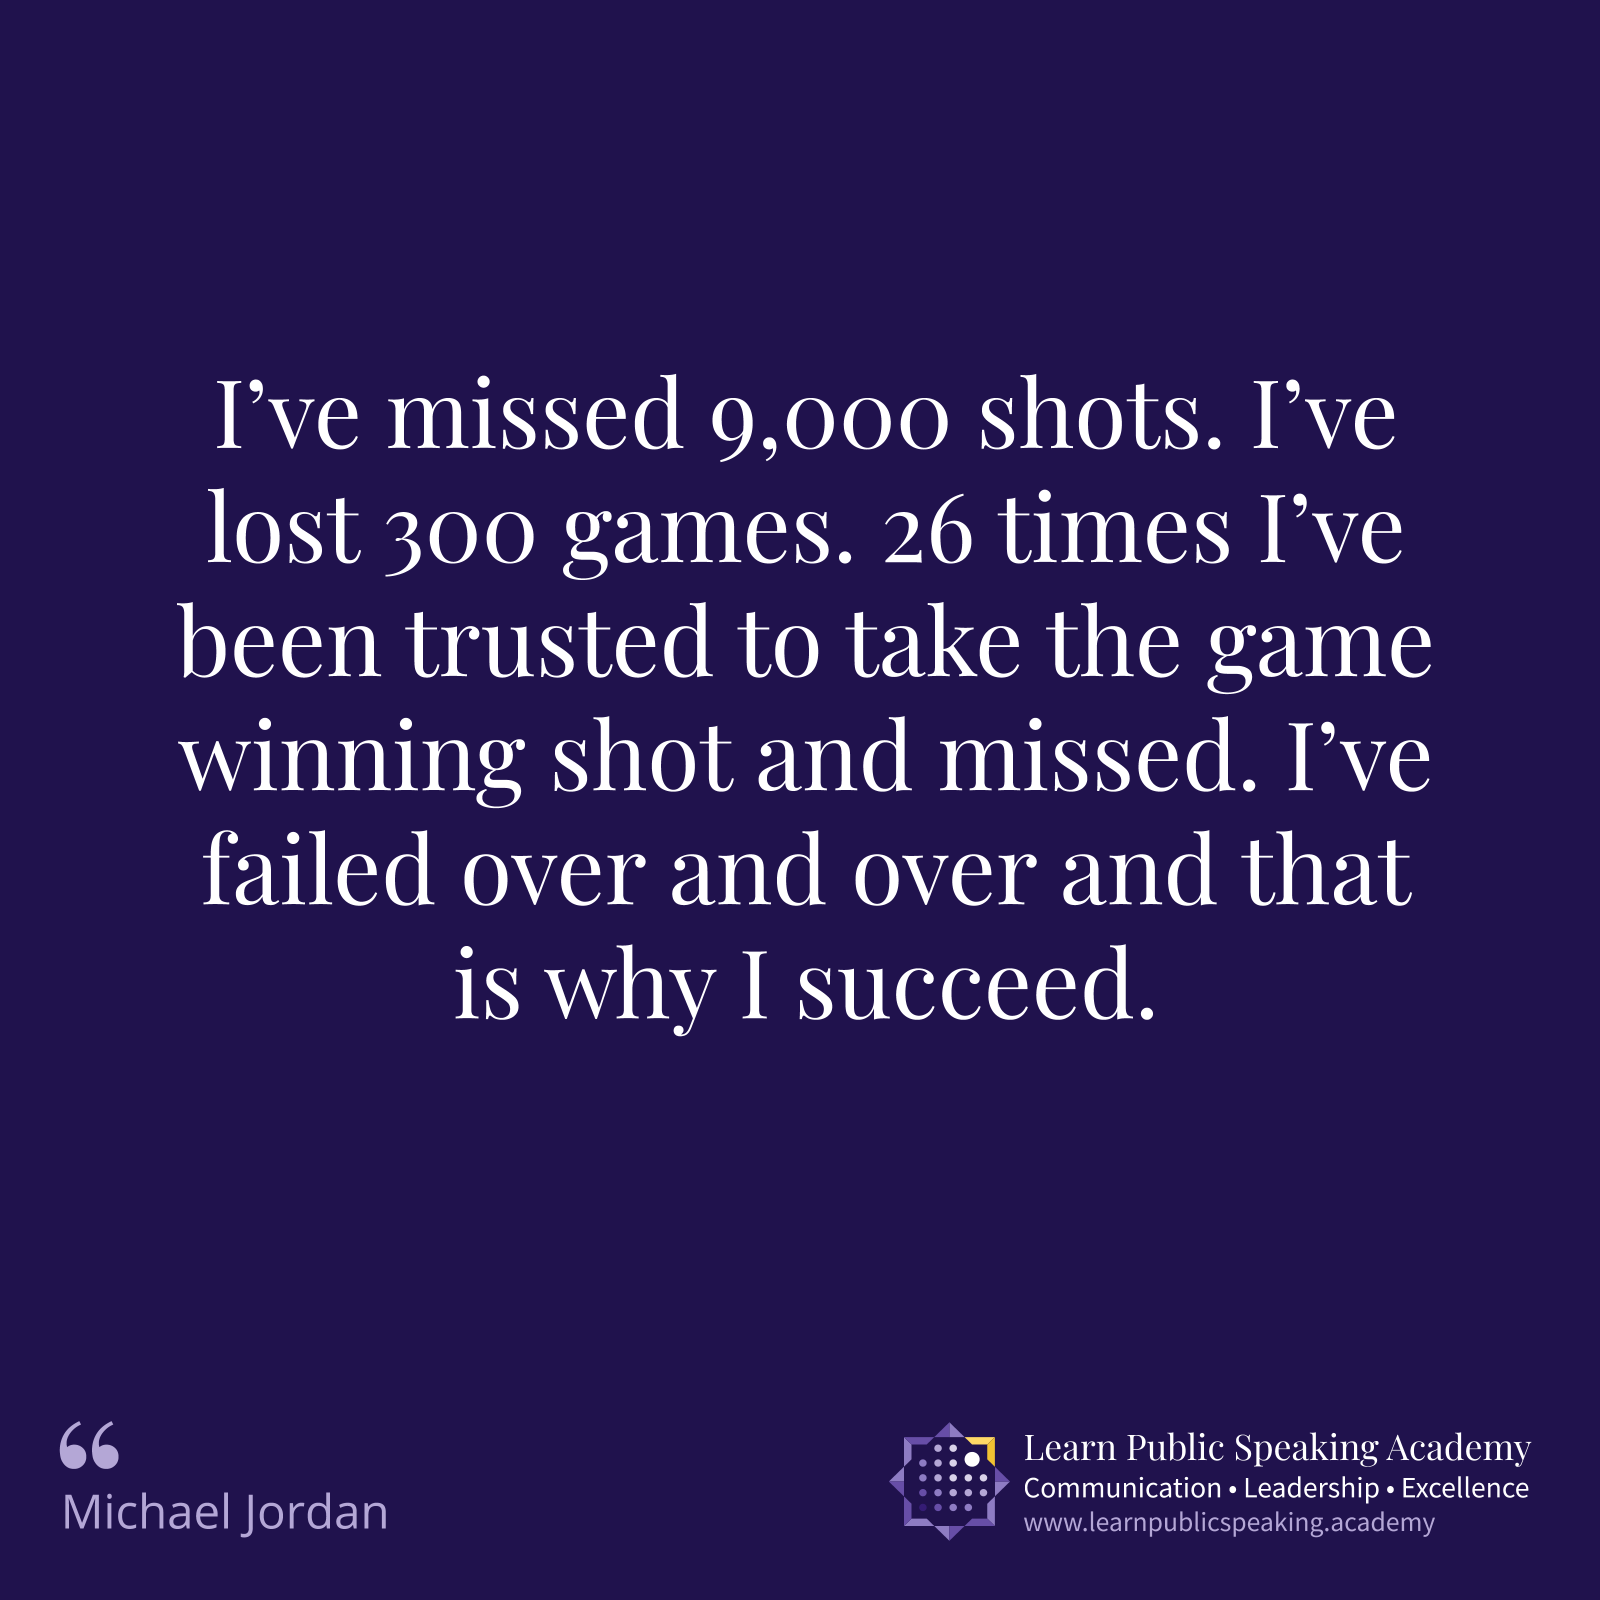 I’ve missed 9,000 shots. I’ve
lost 300 games. 26 times I’ve
been trusted to take the game
winning shot and missed. I’ve
failed over and over and that
is why I succeed.
“
Michael Jordan
Learn Public Speaking Academy
Communication • Leadership • Excellence
www.learnpublicspeaking.academy